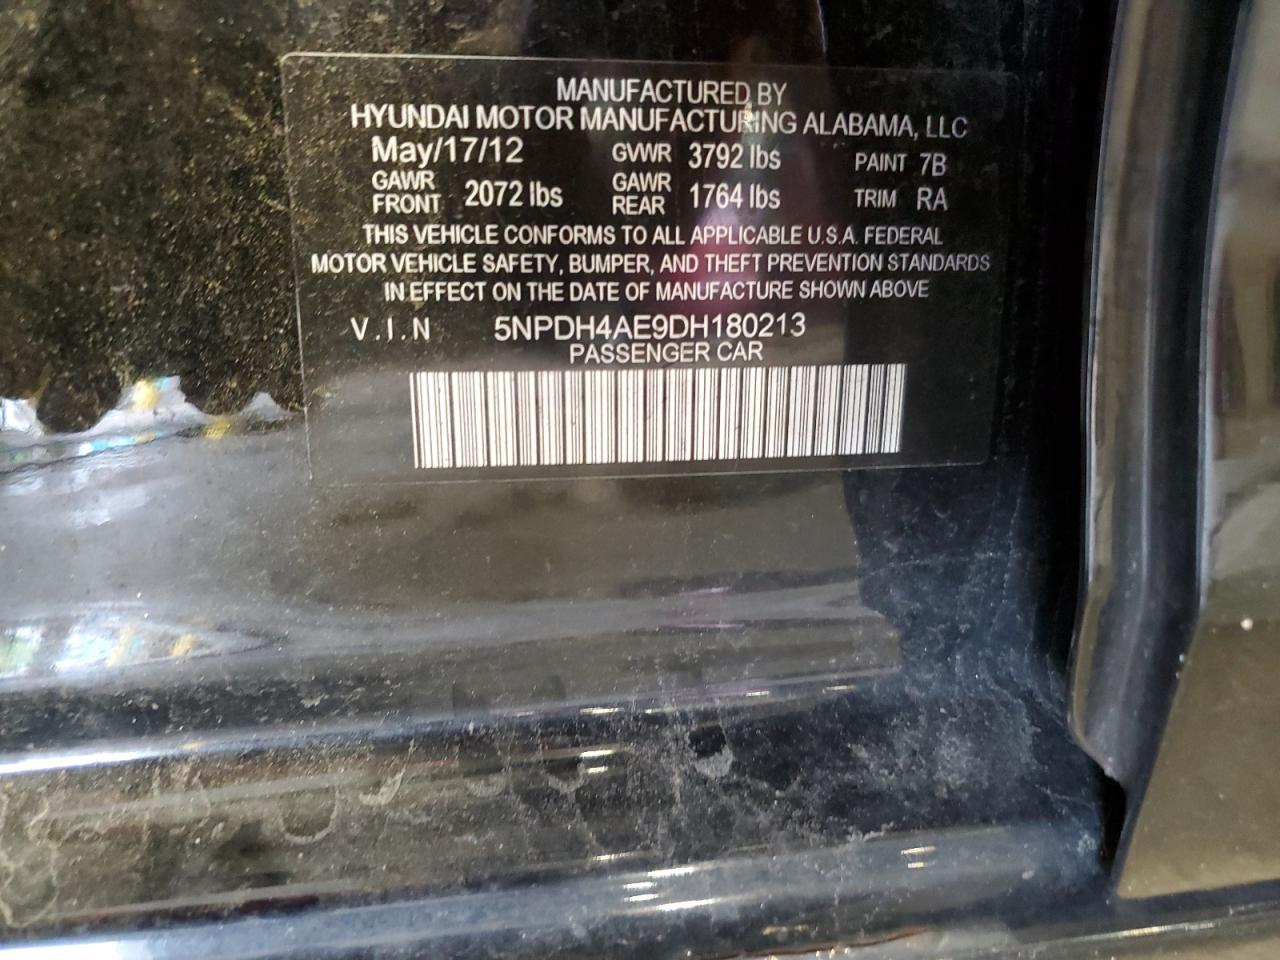 MANUFACTURED BY
HYUNDAI MOTOR MANUFACTURING ALABAMA, LLC
May/17/12 GVWR 3792 lbs PAINT 7B
GAWR FRONT 2072 lbs GAWR REAR 1764 lbs TRIM RA
THIS VEHICLE CONFORMS TO ALL APPLICABLE U.S.A. FEDERAL
MOTOR VEHICLE SAFETY, BUMPER, AND THEFT PREVENTION STANDARDS
IN EFFECT ON THE DATE OF MANUFACTURE SHOWN ABOVE
V.I.N 5NPDH4AE9DH180213
PASSENGER CAR